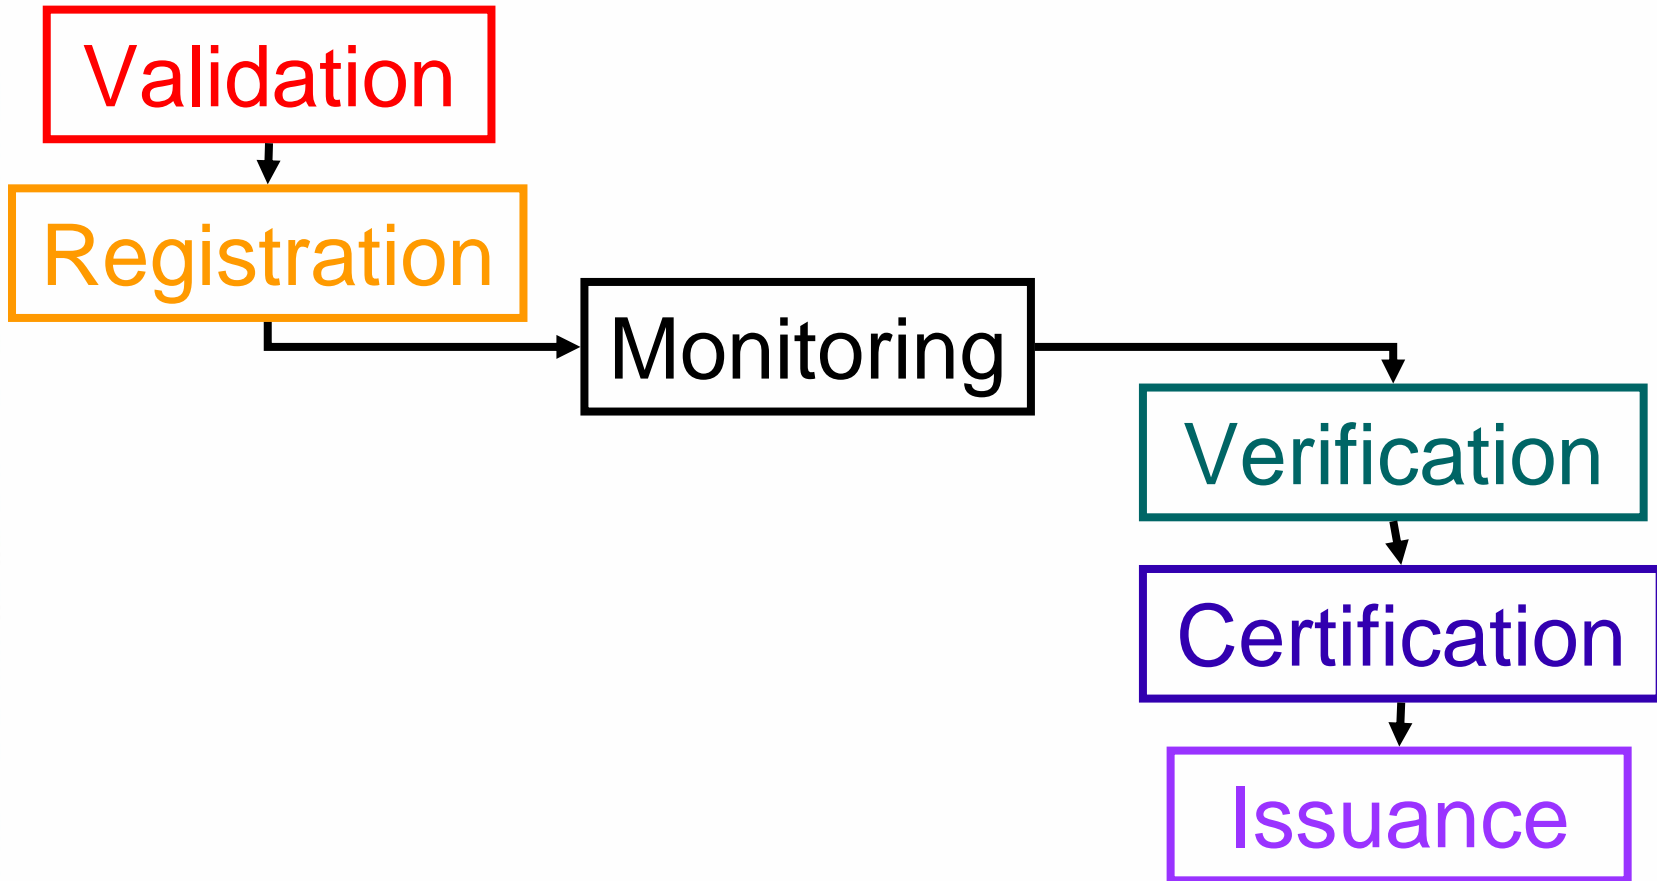 Validation
Registration
Monitoring
Verification
Certification
Issuance